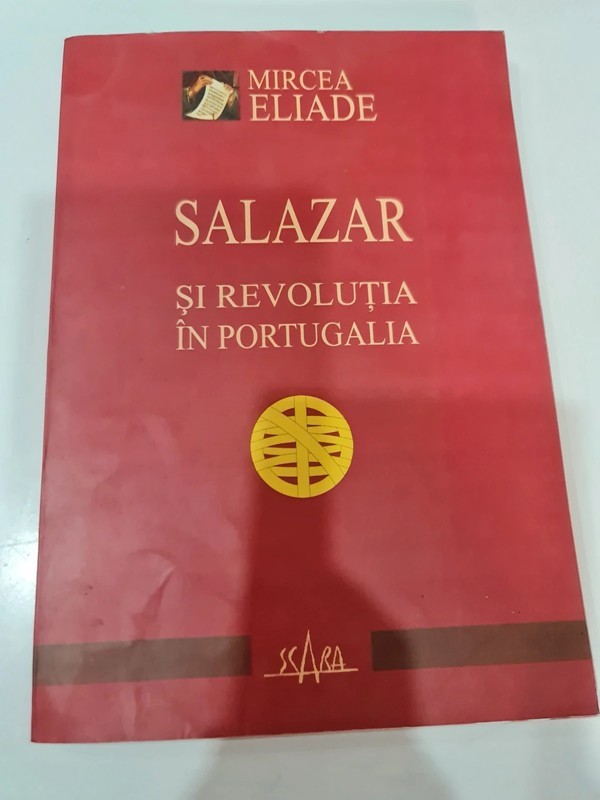 MIRCEA
ELIADE
SALAZAR
ŞI REVOLUŢIA
ÎN PORTUGALIA
SCARA